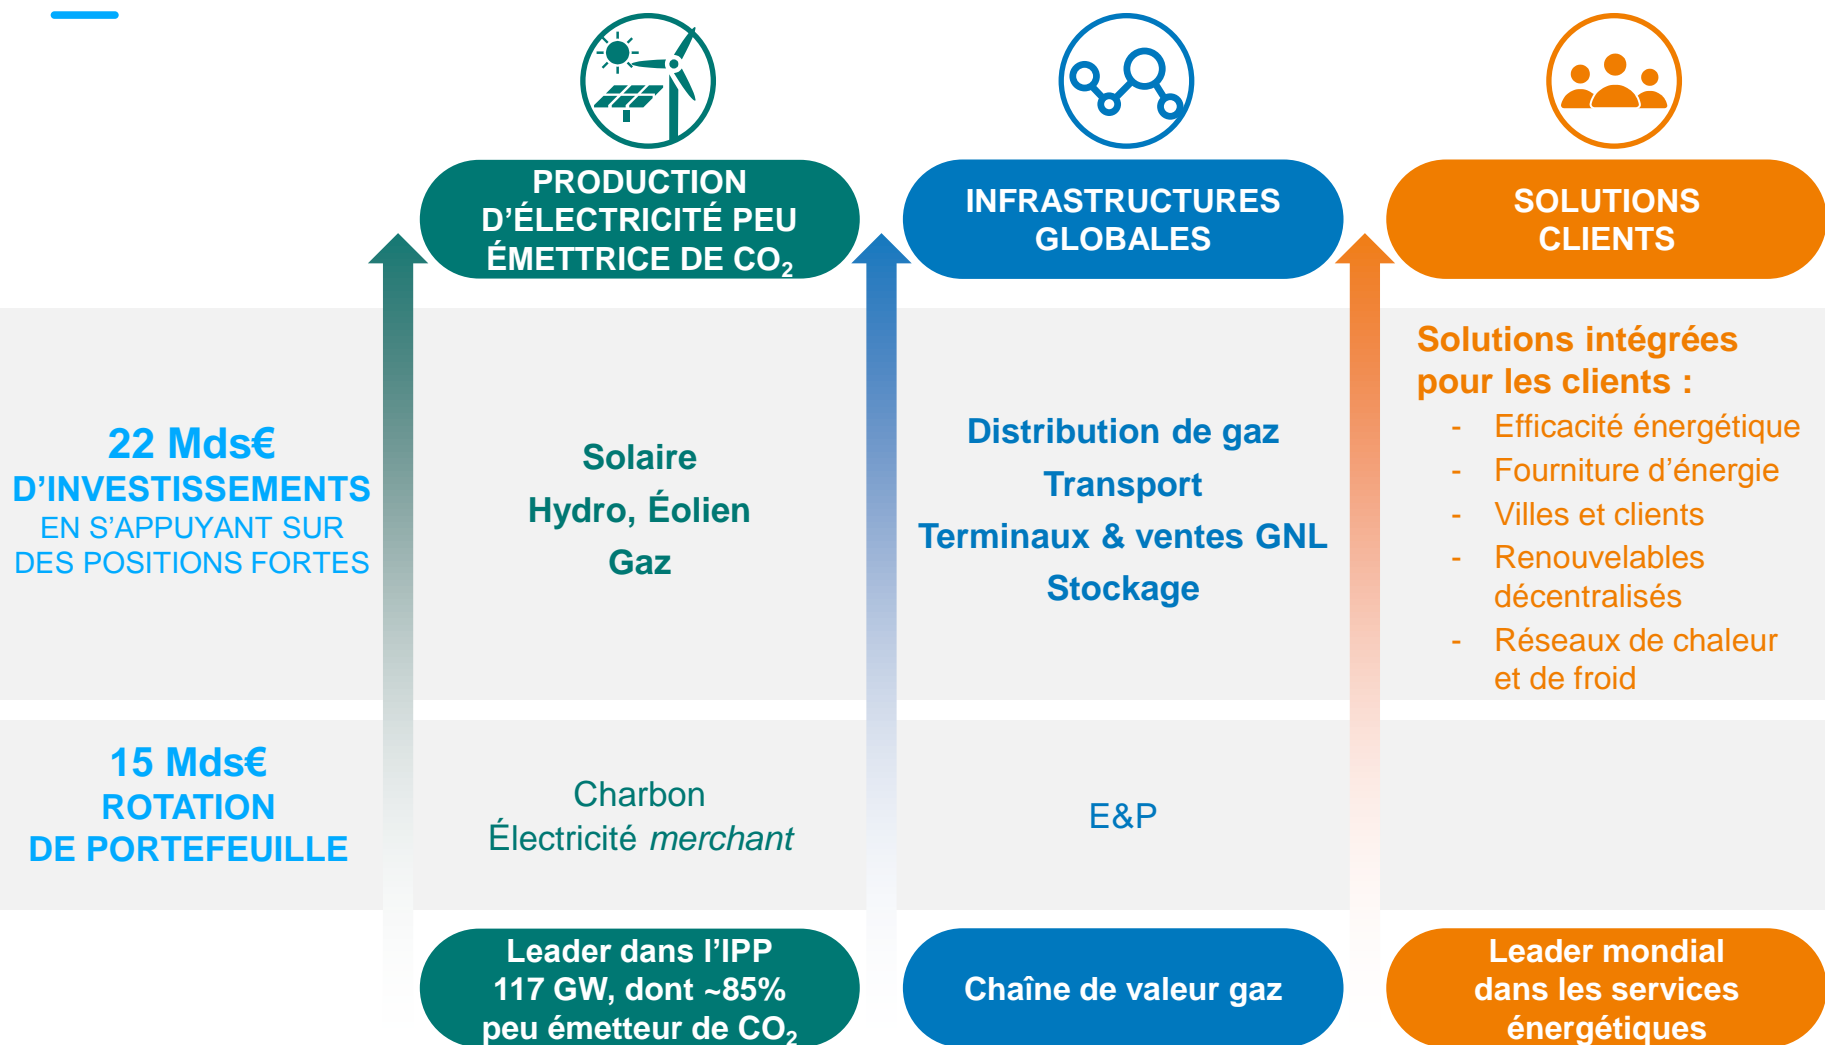 PRODUCTION
D’ÉLECTRICITÉ PEU
ÉMETTRICE DE CO₂
INFRASTRUCTURES
GLOBALES
SOLUTIONS
CLIENTS
22 Mds€
D’INVESTISSEMENTS
EN S’APPUYANT SUR
DES POSITIONS FORTES
Solaire
Hydro, Éolien
Gaz
Distribution de gaz
Transport
Terminaux & ventes GNL
Stockage
Solutions intégrées
pour les clients :
- Efficacité énergétique
- Fourniture d’énergie
- Villes et clients
- Renouvelables
décentralisés
- Réseaux de chaleur
et de froid
15 Mds€
ROTATION
DE PORTEFEUILLE
Charbon
Électricité merchant
E&P
Leader dans l’IPP
117 GW, dont ~85%
peu émetteur de CO₂
Chaîne de valeur gaz
Leader mondial
dans les services
énergétiques